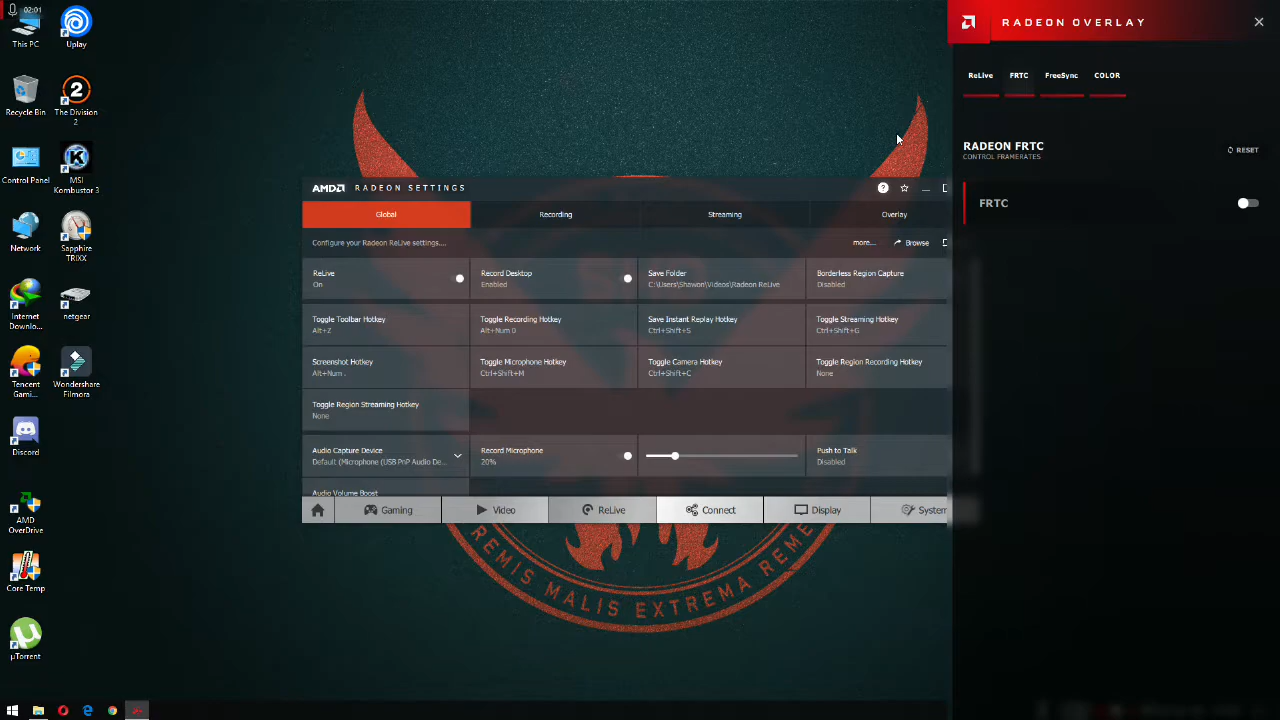 02:01
This PC
Uplay
Recycle Bin
The Division
2
Control Panel
MSI
Kombustor 3
Network
Sapphire
TRIXX
Internet
Downlo...
netgear
Tencent
Gami...
Wondershare
Filmora
Discord
AMD
OverDrive
Core Temp
µTorrent
AMD RADEON SETTINGS
Global
Recording
Streaming
Overlay
Configure your Radeon ReLive settings....
more...
Browse
ReLive
On
Record Desktop
Enabled
Save Folder
C:\Users\Shawon\Videos\Radeon ReLive
Borderless Region Capture
Disabled
Toggle Toolbar Hotkey
Alt+Z
Toggle Recording Hotkey
Alt+Num 0
Save Instant Replay Hotkey
Ctrl+Shift+S
Toggle Streaming Hotkey
Ctrl+Shift+G
Screenshot Hotkey
Alt+Num .
Toggle Microphone Hotkey
Ctrl+Shift+M
Toggle Camera Hotkey
Ctrl+Shift+C
Toggle Region Recording Hotkey
None
Toggle Region Streaming Hotkey
None
Audio Capture Device
Default (Microphone (USB PnP Audio De...
Record Microphone
20%
Push to Talk
Disabled
Audio Volume Boost
Gaming
Video
ReLive
Connect
Display
System
REMIS MALIS EXTREMA REME
RADEON OVERLAY
ReLive
FRTC
FreeSync
COLOR
RADEON FRTC
CONTROL FRAMERATES
RESET
FRTC